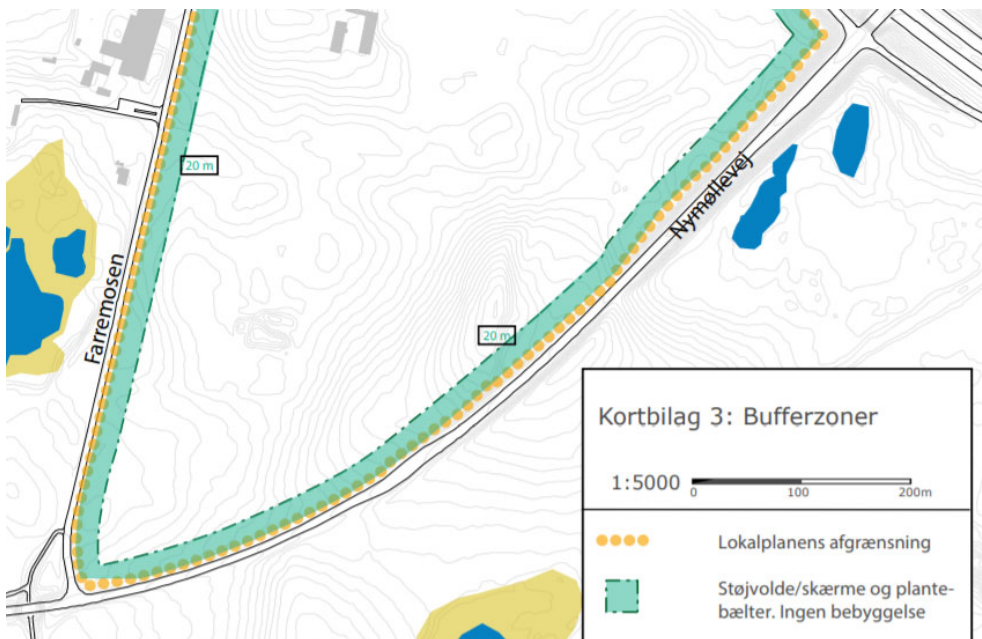 20 m
Farremosen
Nymøllevej
20 m
Kortbilag 3: Bufferzoner
1:5000
0 100 200m
Lokalplanens afgrænsning
Støjvolde/skærme og plante-
bælter. Ingen bebyggelse